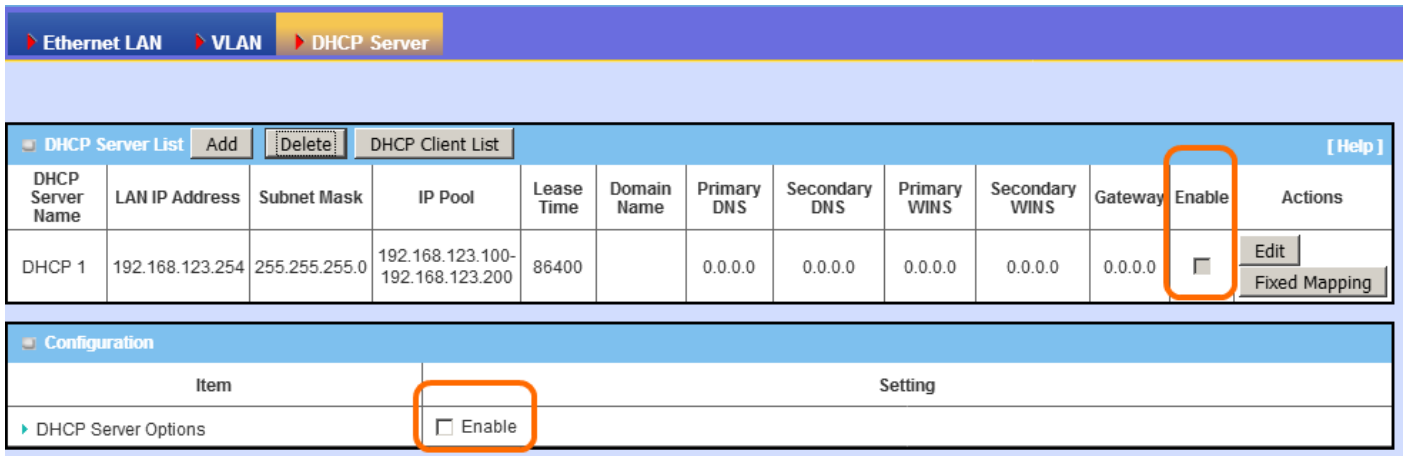 Ethernet LAN VLAN DHCP Server
DHCP Server List Add Delete DHCP Client List [ Help ]
DHCP Server Name LAN IP Address Subnet Mask IP Pool Lease Time Domain Name Primary DNS Secondary DNS Primary WINS Secondary WINS Gateway Enable Actions
DHCP 1 192.168.123.254 255.255.255.0 192.168.123.100-192.168.123.200 86400 0.0.0.0 0.0.0.0 0.0.0.0 0.0.0.0 0.0.0.0 Edit Fixed Mapping
Configuration
Item Setting
DHCP Server Options Enable